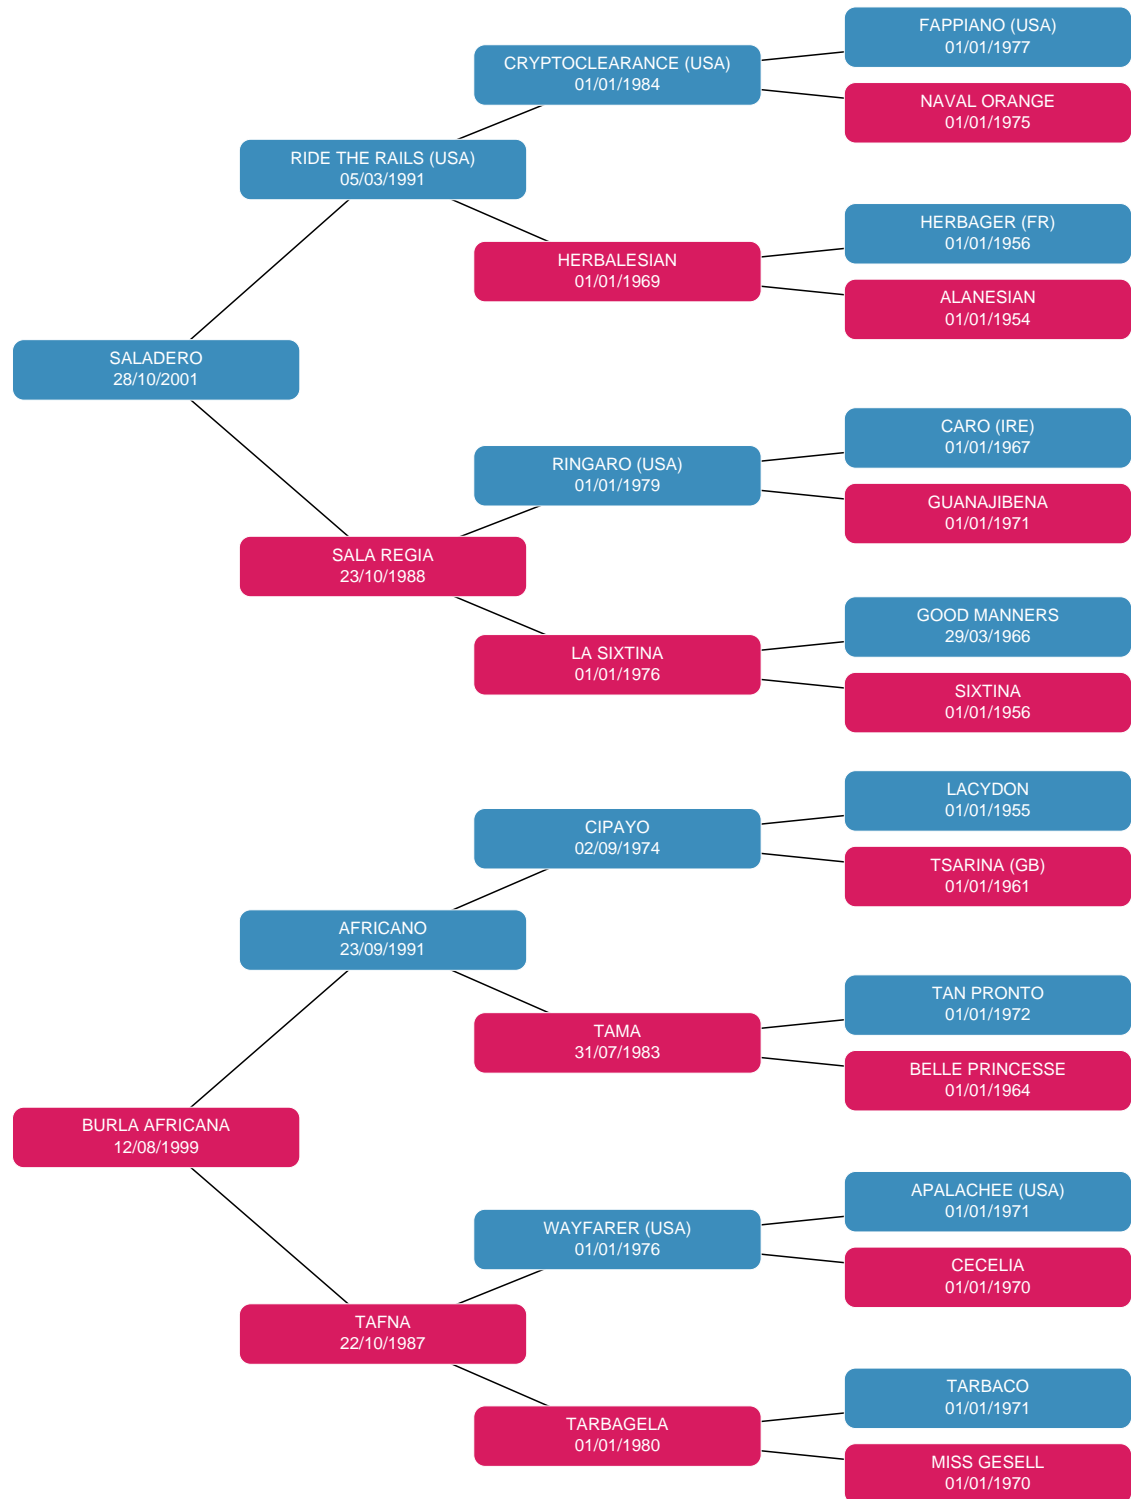 FAPPIANO (USA)
01/01/1977
CRYPTOCLEARANCE (USA)
01/01/1984
NAVAL ORANGE
01/01/1975
RIDE THE RAILS (USA)
05/03/1991
HERBAGER (FR)
01/01/1956
HERBALESIAN
01/01/1969
ALANESIAN
01/01/1954
SALADERO
28/10/2001
CARO (IRE)
01/01/1967
RINGARO (USA)
01/01/1979
GUANAJIBENA
01/01/1971
SALA REGIA
23/10/1988
GOOD MANNERS
29/03/1966
LA SIXTINA
01/01/1976
SIXTINA
01/01/1956
LACYDON
01/01/1955
CIPAYO
02/09/1974
TSARINA (GB)
01/01/1961
AFRICANO
23/09/1991
TAN PRONTO
01/01/1972
TAMA
31/07/1983
BELLE PRINCESSE
01/01/1964
BURLA AFRICANA
12/08/1999
APALACHEE (USA)
01/01/1971
WAYFARER (USA)
01/01/1976
CECELIA
01/01/1970
TAFNA
22/10/1987
TARBACO
01/01/1971
TARBAGELA
01/01/1980
MISS GESELL
01/01/1970